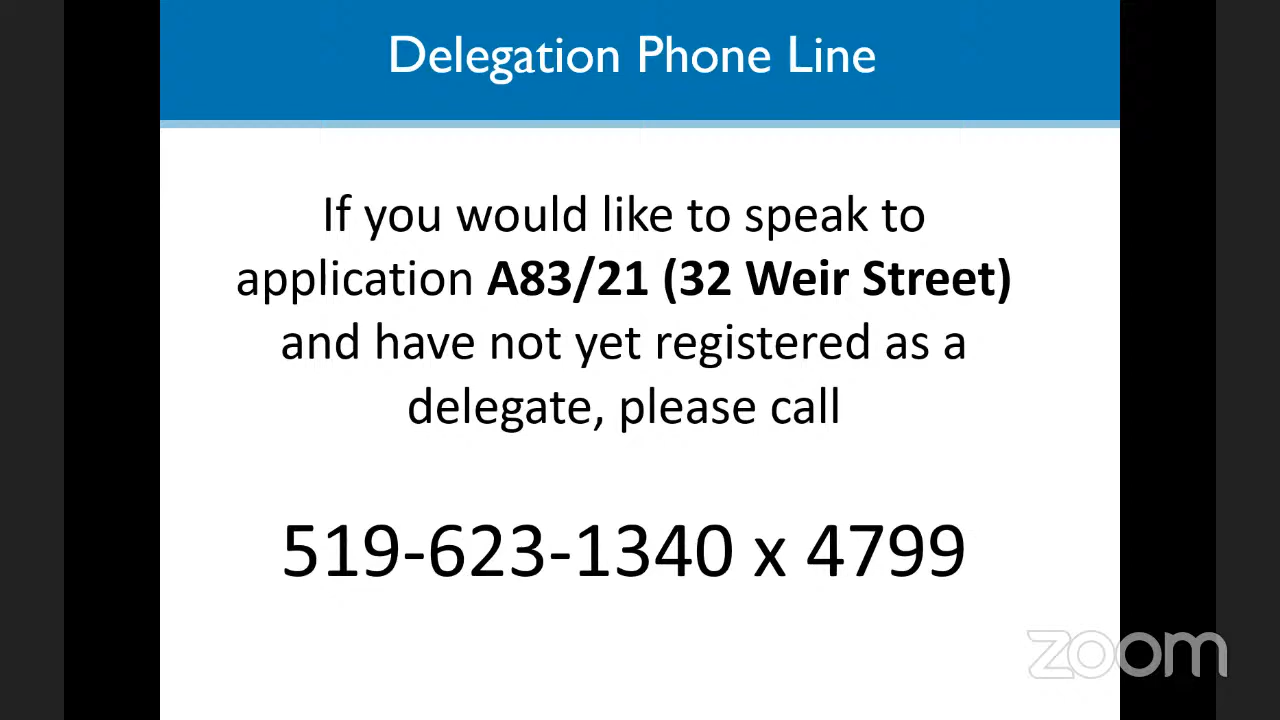 Delegation Phone Line
If you would like to speak to
application A83/21 (32 Weir Street)
and have not yet registered as a
delegate, please call
519-623-1340 x 4799
zoom